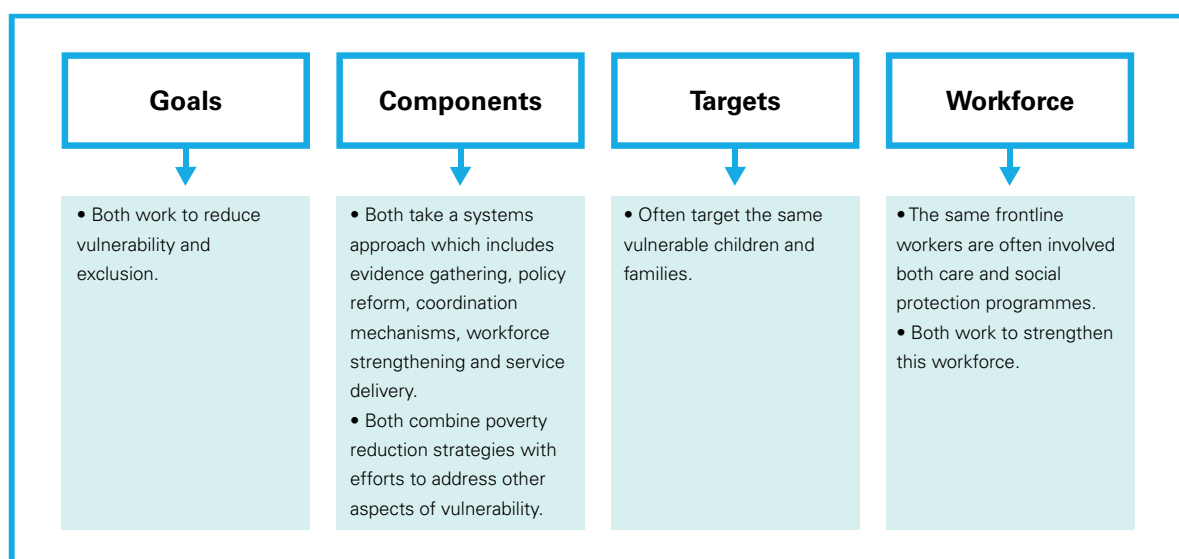 Goals
• Both work to reduce
vulnerability and
exclusion.
Components
• Both take a systems
approach which includes
evidence gathering, policy
reform, coordination
mechanisms, workforce
strengthening and service
delivery.
• Both combine poverty
reduction strategies with
efforts to address other
aspects of vulnerability.
Targets
• Often target the same
vulnerable children and
families.
Workforce
• The same frontline
workers are often involved
both care and social
protection programmes.
• Both work to strengthen
this workforce.